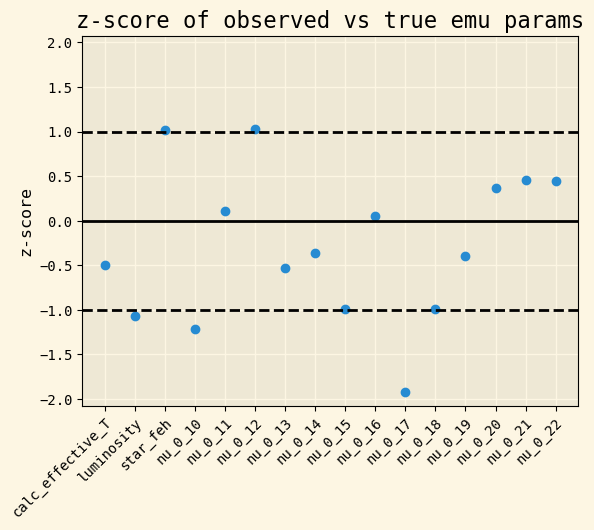 z-score of observed vs true emu params
z-score
2.0
1.5
1.0
0.5
0.0
−0.5
−1.0
−1.5
−2.0
calc_effective_T
luminosity
star_feh
nu_0_10
nu_0_11
nu_0_12
nu_0_13
nu_0_14
nu_0_15
nu_0_16
nu_0_17
nu_0_18
nu_0_19
nu_0_20
nu_0_21
nu_0_22